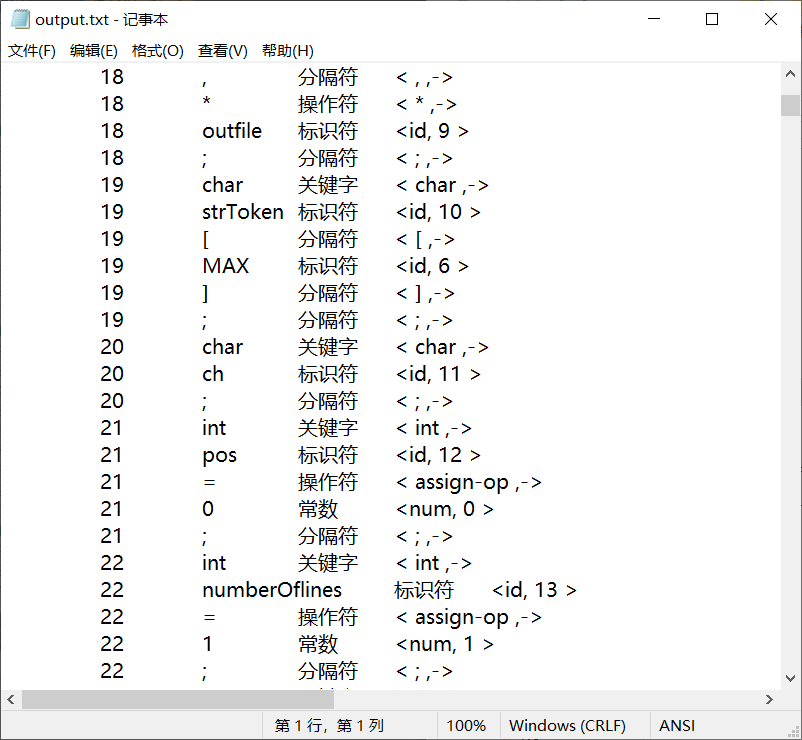 output.txt - 记事本
文件(F) 编辑(E) 格式(O) 查看(V) 帮助(H)
18 , 分隔符 < , ,->
18 * 操作符 < * ,->
18 outfile 标识符 <id, 9 >
18 ; 分隔符 < ; ,->
19 char 关键字 < char ,->
19 strToken 标识符 <id, 10 >
19 [ 分隔符 < [ ,->
19 MAX 标识符 <id, 6 >
19 ] 分隔符 < ] ,->
19 ; 分隔符 < ; ,->
20 char 关键字 < char ,->
20 ch 标识符 <id, 11 >
20 ; 分隔符 < ; ,->
21 int 关键字 < int ,->
21 pos 标识符 <id, 12 >
21 = 操作符 < assign-op ,->
21 0 常数 <num, 0 >
21 ; 分隔符 < ; ,->
22 int 关键字 < int ,->
22 numberOflines 标识符 <id, 13 >
22 = 操作符 < assign-op ,->
22 1 常数 <num, 1 >
22 ; 分隔符 < ; ,->
第 1 行，第 1 列 100% Windows (CRLF) ANSI